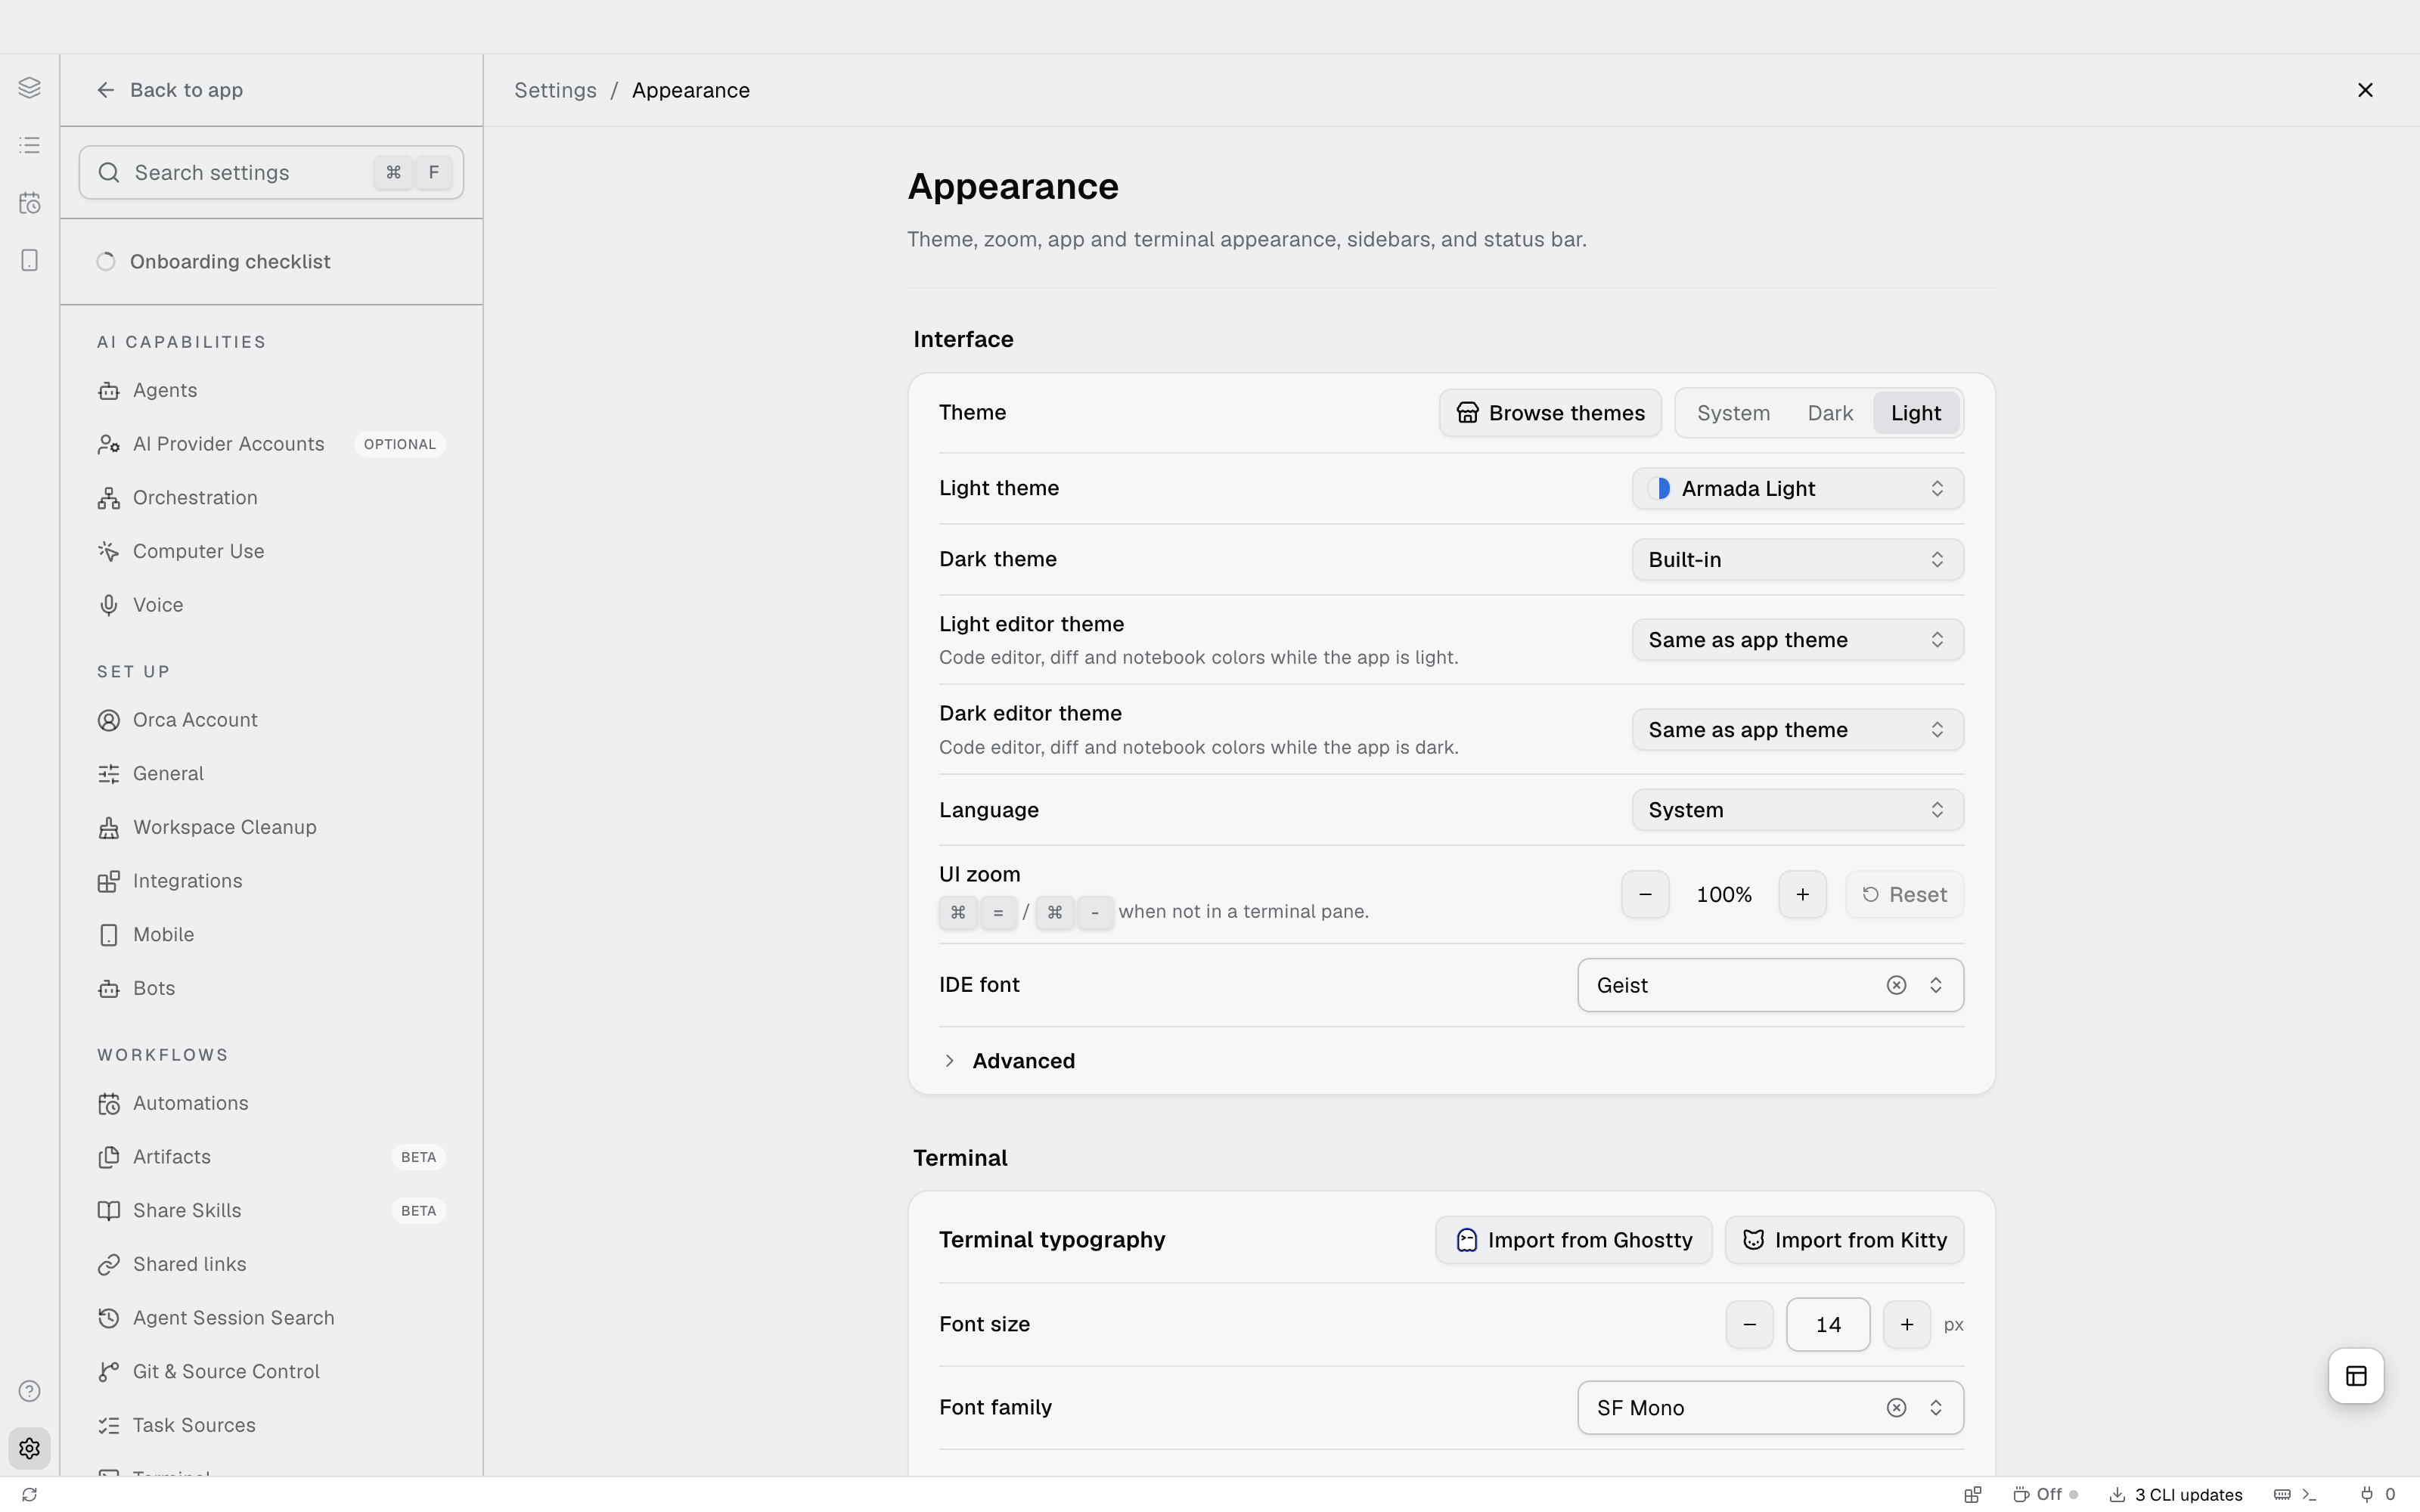 Back to app
Settings / Appearance
Search settings ⌘ F
Onboarding checklist
AI CAPABILITIES
Agents
AI Provider Accounts OPTIONAL
Orchestration
Computer Use
Voice
SET UP
Orca Account
General
Workspace Cleanup
Integrations
Mobile
Bots
WORKFLOWS
Automations
Artifacts BETA
Share Skills BETA
Shared links
Agent Session Search
Git & Source Control
Task Sources
Appearance
Theme, zoom, app and terminal appearance, sidebars, and status bar.
Interface
Theme Browse themes System Dark Light
Light theme Armada Light
Dark theme Built-in
Light editor theme Same as app theme
Code editor, diff and notebook colors while the app is light.
Dark editor theme Same as app theme
Code editor, diff and notebook colors while the app is dark.
Language System
UI zoom
⌘ = / ⌘ - when not in a terminal pane. 100% Reset
IDE font Geist
Advanced
Terminal
Terminal typography Import from Ghostty Import from Kitty
Font size − 14 + px
Font family SF Mono
Off 3 CLI updates 0